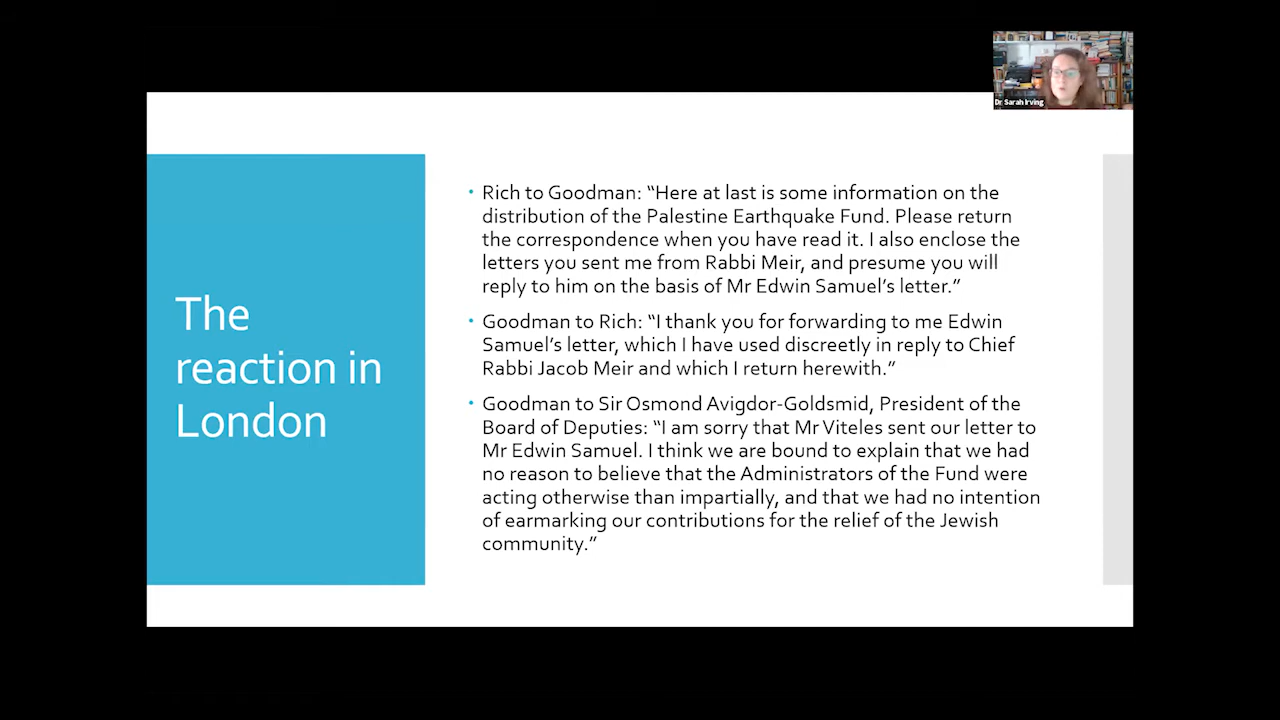 Dr Sarah Irving
The
reaction in
London
• Rich to Goodman: “Here at last is some information on the
distribution of the Palestine Earthquake Fund. Please return
the correspondence when you have read it. I also enclose the
letters you sent me from Rabbi Meir, and presume you will
reply to him on the basis of Mr Edwin Samuel’s letter.”
• Goodman to Rich: “I thank you for forwarding to me Edwin
Samuel’s letter, which I have used discreetly in reply to Chief
Rabbi Jacob Meir and which I return herewith.”
• Goodman to Sir Osmond Avigdor-Goldsmid, President of the
Board of Deputies: “I am sorry that Mr Viteles sent our letter to
Mr Edwin Samuel. I think we are bound to explain that we had
no reason to believe that the Administrators of the Fund were
acting otherwise than impartially, and that we had no intention
of earmarking our contributions for the relief of the Jewish
community.”